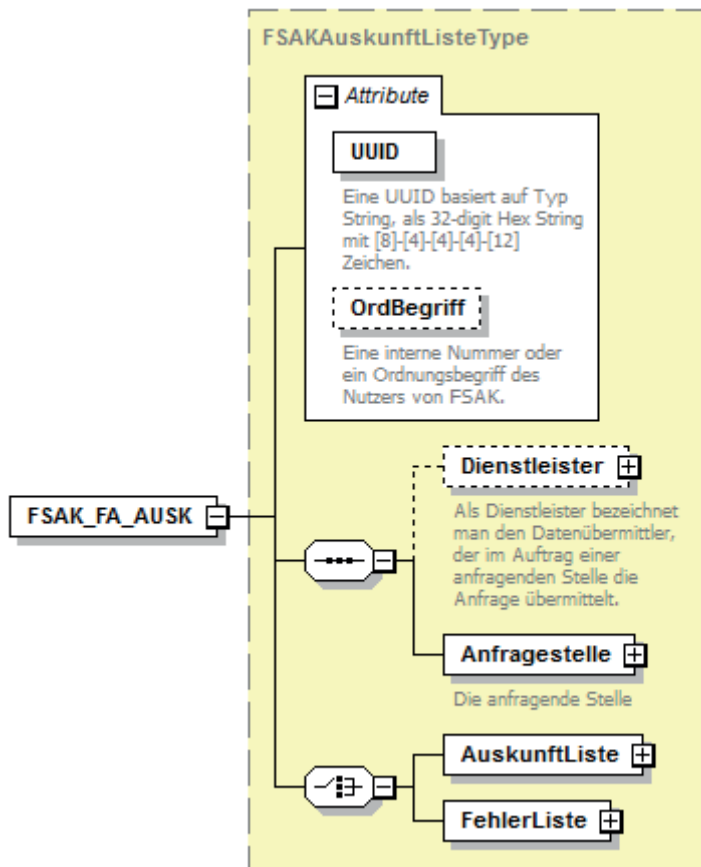 FSAKAuskunftListeType
Attribute
UUID
Eine UUID basiert auf Typ
String, als 32-digit Hex String
mit [8]-[4]-[4]-[4]-[12]
Zeichen.
OrdBegriff
Eine interne Nummer oder
ein Ordnungsbegriff des
Nutzers von FSAK.
FSAK_FA_AUSK
Dienstleister
Als Dienstleister bezeichnet
man den Datenübermittler,
der im Auftrag einer
anfragenden Stelle die
Anfrage übermittelt.
Anfragestelle
Die anfragende Stelle
AuskunftListe
FehlerListe